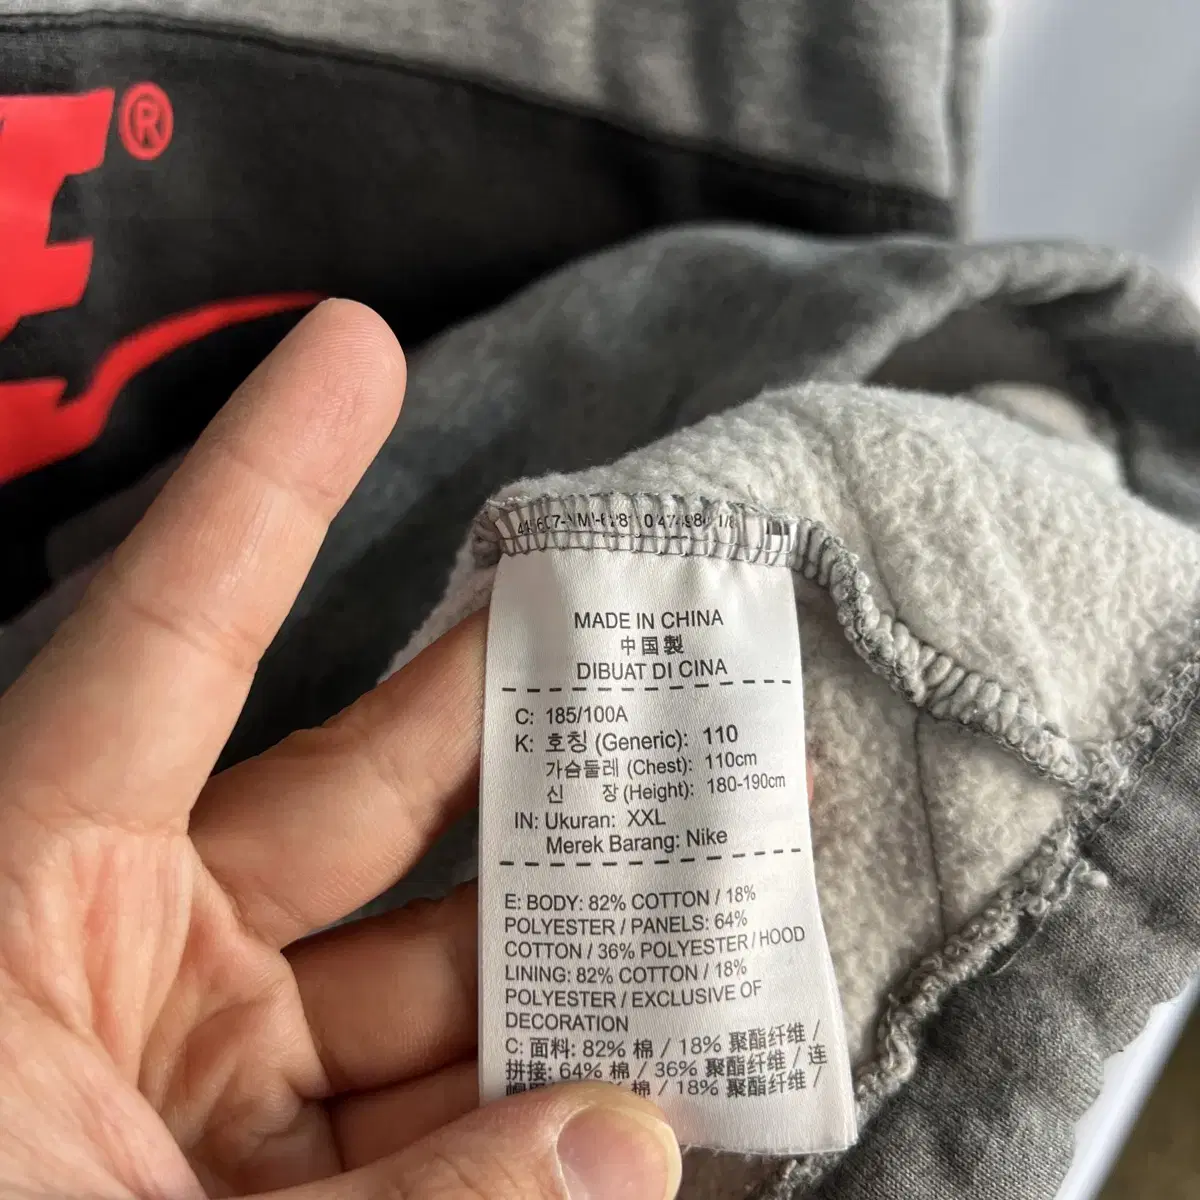 E®
MADE IN CHINA
中国製
DIBUAT DI CINA
C: 185/100A
K: 호칭 (Generic): 110
가슴둘레 (Chest): 110cm
신 장 (Height): 180-190cm
IN: Ukuran: XXL
Merek Barang: Nike
E: BODY: 82% COTTON / 18%
POLYESTER / PANELS: 64%
COTTON / 36% POLYESTER / HOOD
LINING: 82% COTTON / 18%
POLYESTER / EXCLUSIVE OF
DECORATION
C: 面料: 82% 棉 / 18% 聚酯纤维 /
拼接: 64% 棉 / 36% 聚酯纤维 / 连
棉 / 18% 聚酯纤维 /